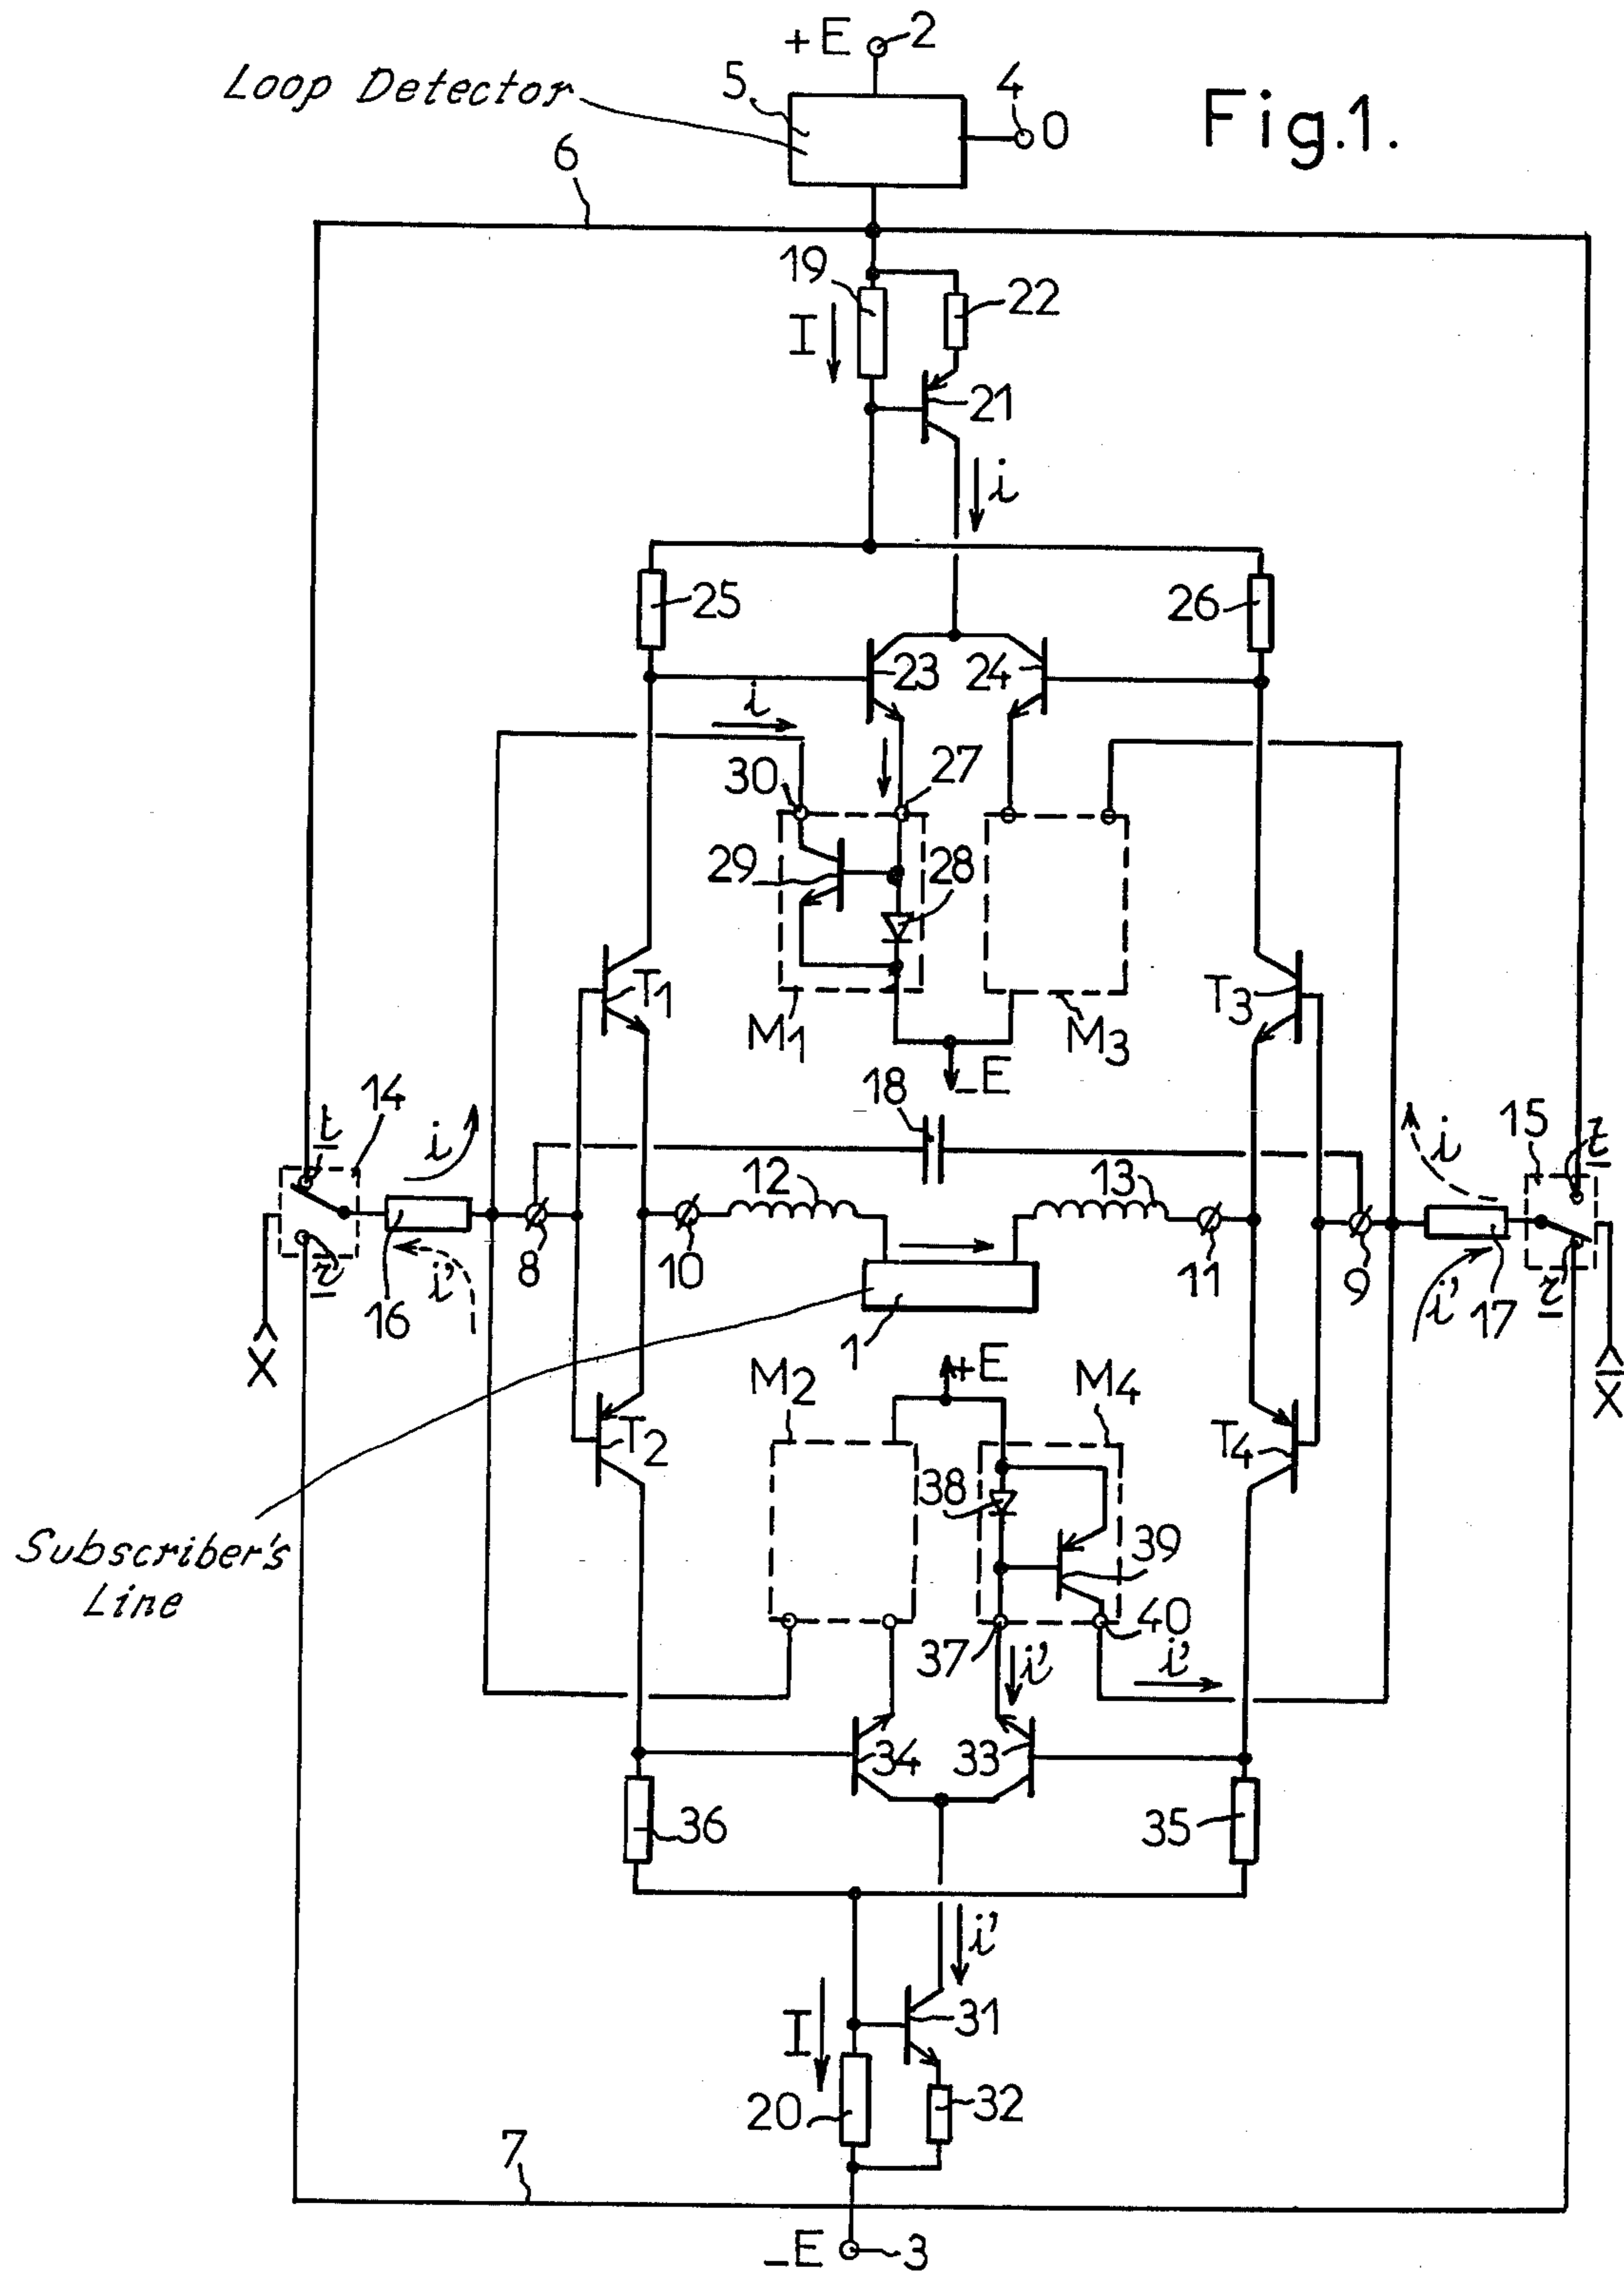 +E 2
Loop Detector 5 4 0
Fig.1.
6
19 22
I
21
i
25 26
23 24
i
30 27
29 28
T1 T3
M1 M3
-E
18
14 15
t i i t
12 13
16 8 10 11 9 17
r i' i' r
1
X X̅
M2 +E M4
T2 T4
38
39
Subscriber's
Line
37 40
i' i'
34 33
36 35
i'
I 31
20 32
7
-E 3